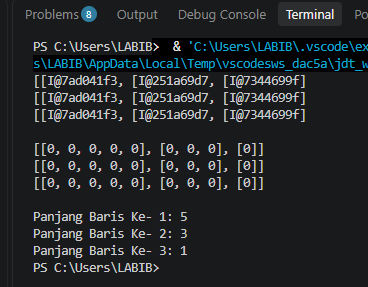 Problems 8 Output Debug Console Terminal
PS C:\Users\LABIB>  & 'C:\Users\LABIB\.vscode\ex
s\LABIB\AppData\Local\Temp\vscodesws_dac5a\jdt_w
[[I@7ad041f3, [I@251a69d7, [I@7344699f]
[[I@7ad041f3, [I@251a69d7, [I@7344699f]
[[I@7ad041f3, [I@251a69d7, [I@7344699f]
[[0, 0, 0, 0, 0], [0, 0, 0], [0]]
[[0, 0, 0, 0, 0], [0, 0, 0], [0]]
[[0, 0, 0, 0, 0], [0, 0, 0], [0]]
Panjang Baris Ke- 1: 5
Panjang Baris Ke- 2: 3
Panjang Baris Ke- 3: 1
PS C:\Users\LABIB>